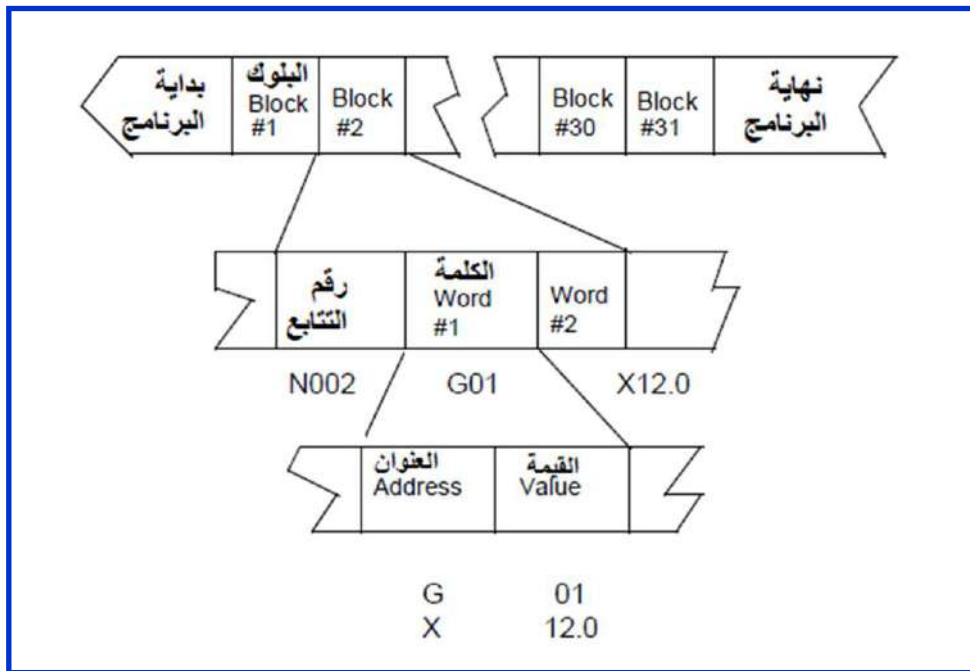 بداية
البرنامج
البلوك
Block
#1
Block
#2
Block
#30
Block
#31
نهاية
البرنامج
رقم
التتابع
الكلمة
Word
#1
Word
#2
N002 G01 X12.0
العنوان
Address
القيمة
Value
G 01
X 12.0